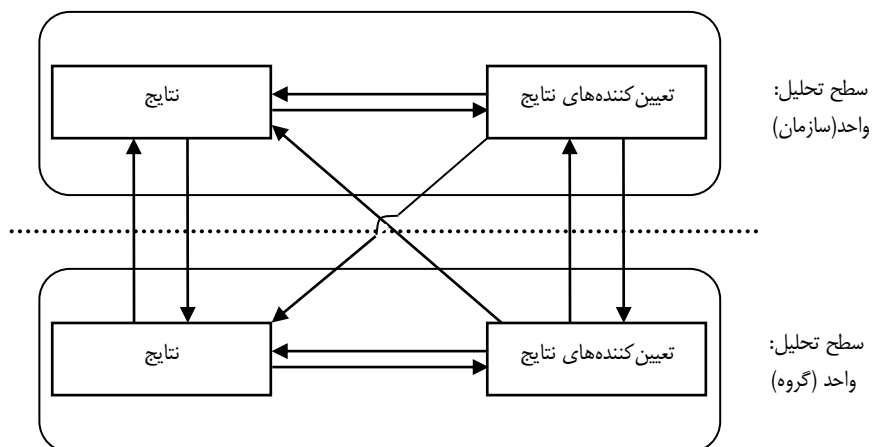 سطح تحلیل:
واحد(سازمان)
تعیین‌کننده‌های نتایج
نتایج
سطح تحلیل:
واحد (گروه)
تعیین‌کننده‌های نتایج
نتایج